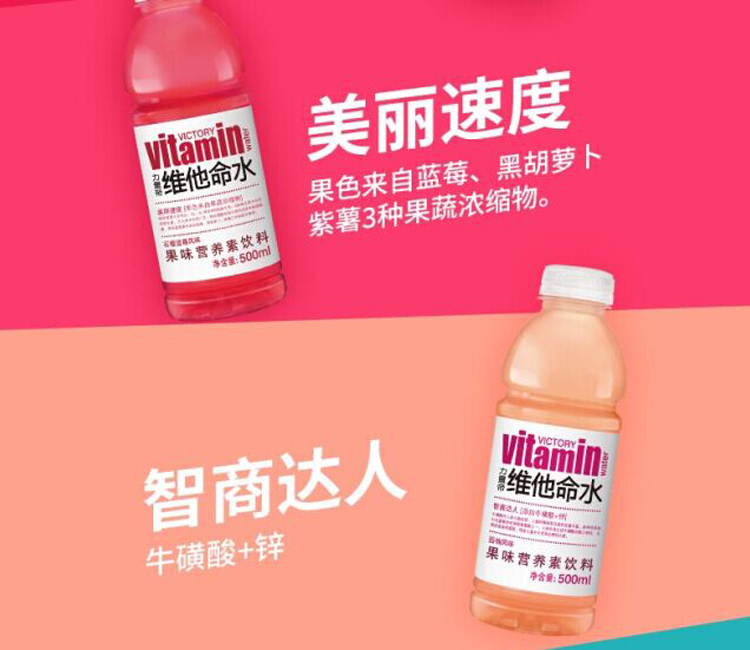 美丽速度
果色来自蓝莓、黑胡萝卜
紫薯3种果蔬浓缩物。
VICTORY
vitamin
water
力量帝
维他命水
果味营养素饮料
净含量:500ml
智商达人
牛磺酸+锌
VICTORY
vitamin
water
力量帝
维他命水
智商达人
西柚风味
果味营养素饮料
净含量:500ml